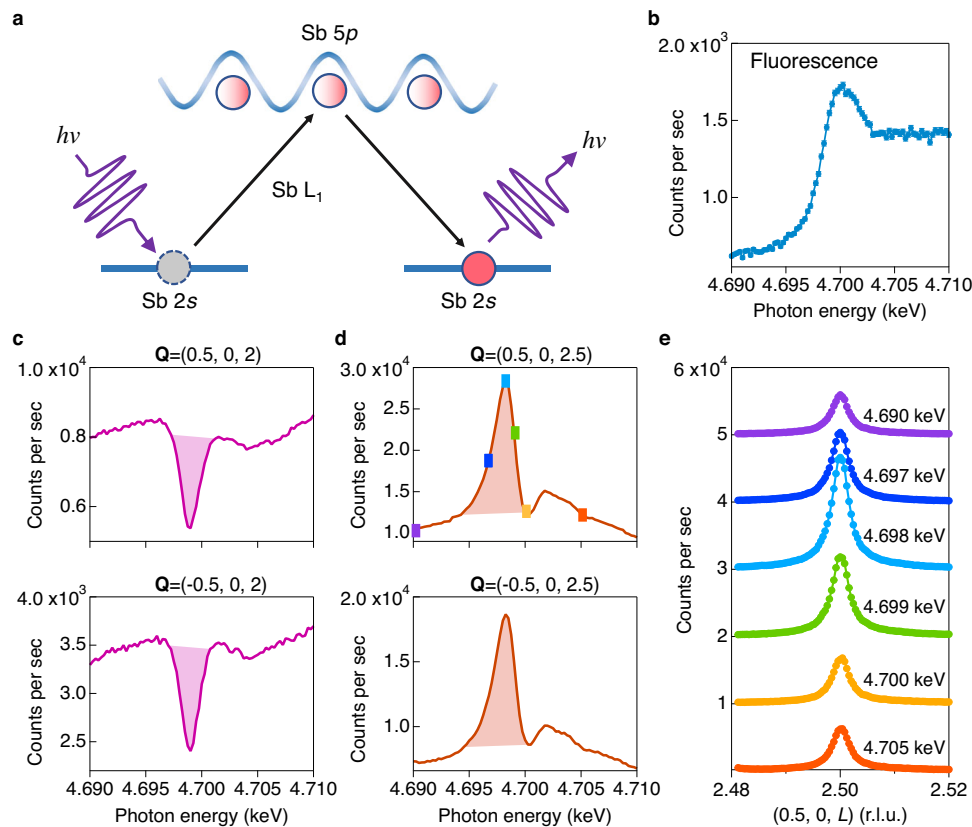 a
Sb 5p
hν
hν
Sb L₁
Sb 2s
Sb 2s
b
2.0 x10³
Fluorescence
1.5
1.0
Counts per sec
4.690 4.695 4.700 4.705 4.710
Photon energy (keV)
c
Q=(0.5, 0, 2)
1.0 x10⁴
0.8
0.6
Counts per sec
Q=(-0.5, 0, 2)
4.0 x10³
3.5
3.0
2.5
Counts per sec
4.690 4.700 4.710
Photon energy (keV)
d
Q=(0.5, 0, 2.5)
3.0 x10⁴
2.5
2.0
1.5
1.0
Counts per sec
Q=(-0.5, 0, 2.5)
2.0 x10⁴
1.5
1.0
Counts per sec
4.690 4.700 4.710
Photon energy (keV)
e
6 x10⁴
5
4
3
2
1
Counts per sec
4.690 keV
4.697 keV
4.698 keV
4.699 keV
4.700 keV
4.705 keV
2.48 2.50 2.52
(0.5, 0, L) (r.l.u.)